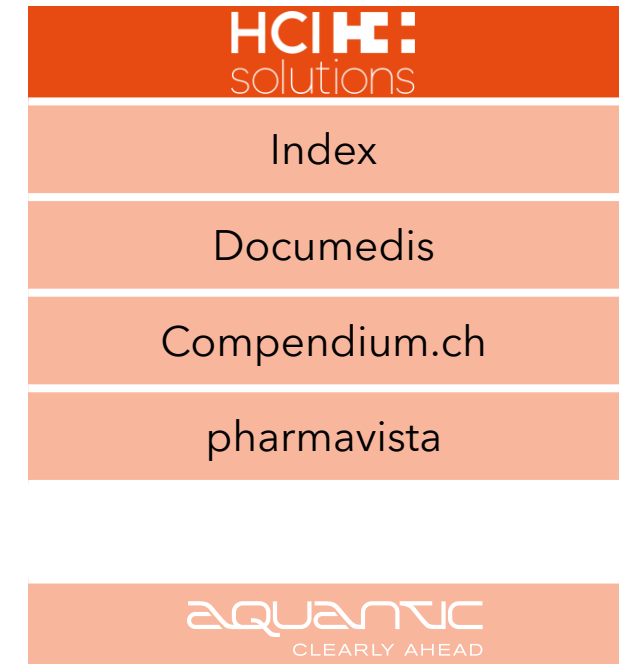 HCI
solutions
Index
Documedis
Compendium.ch
pharmavista
aquantic
CLEARLY AHEAD